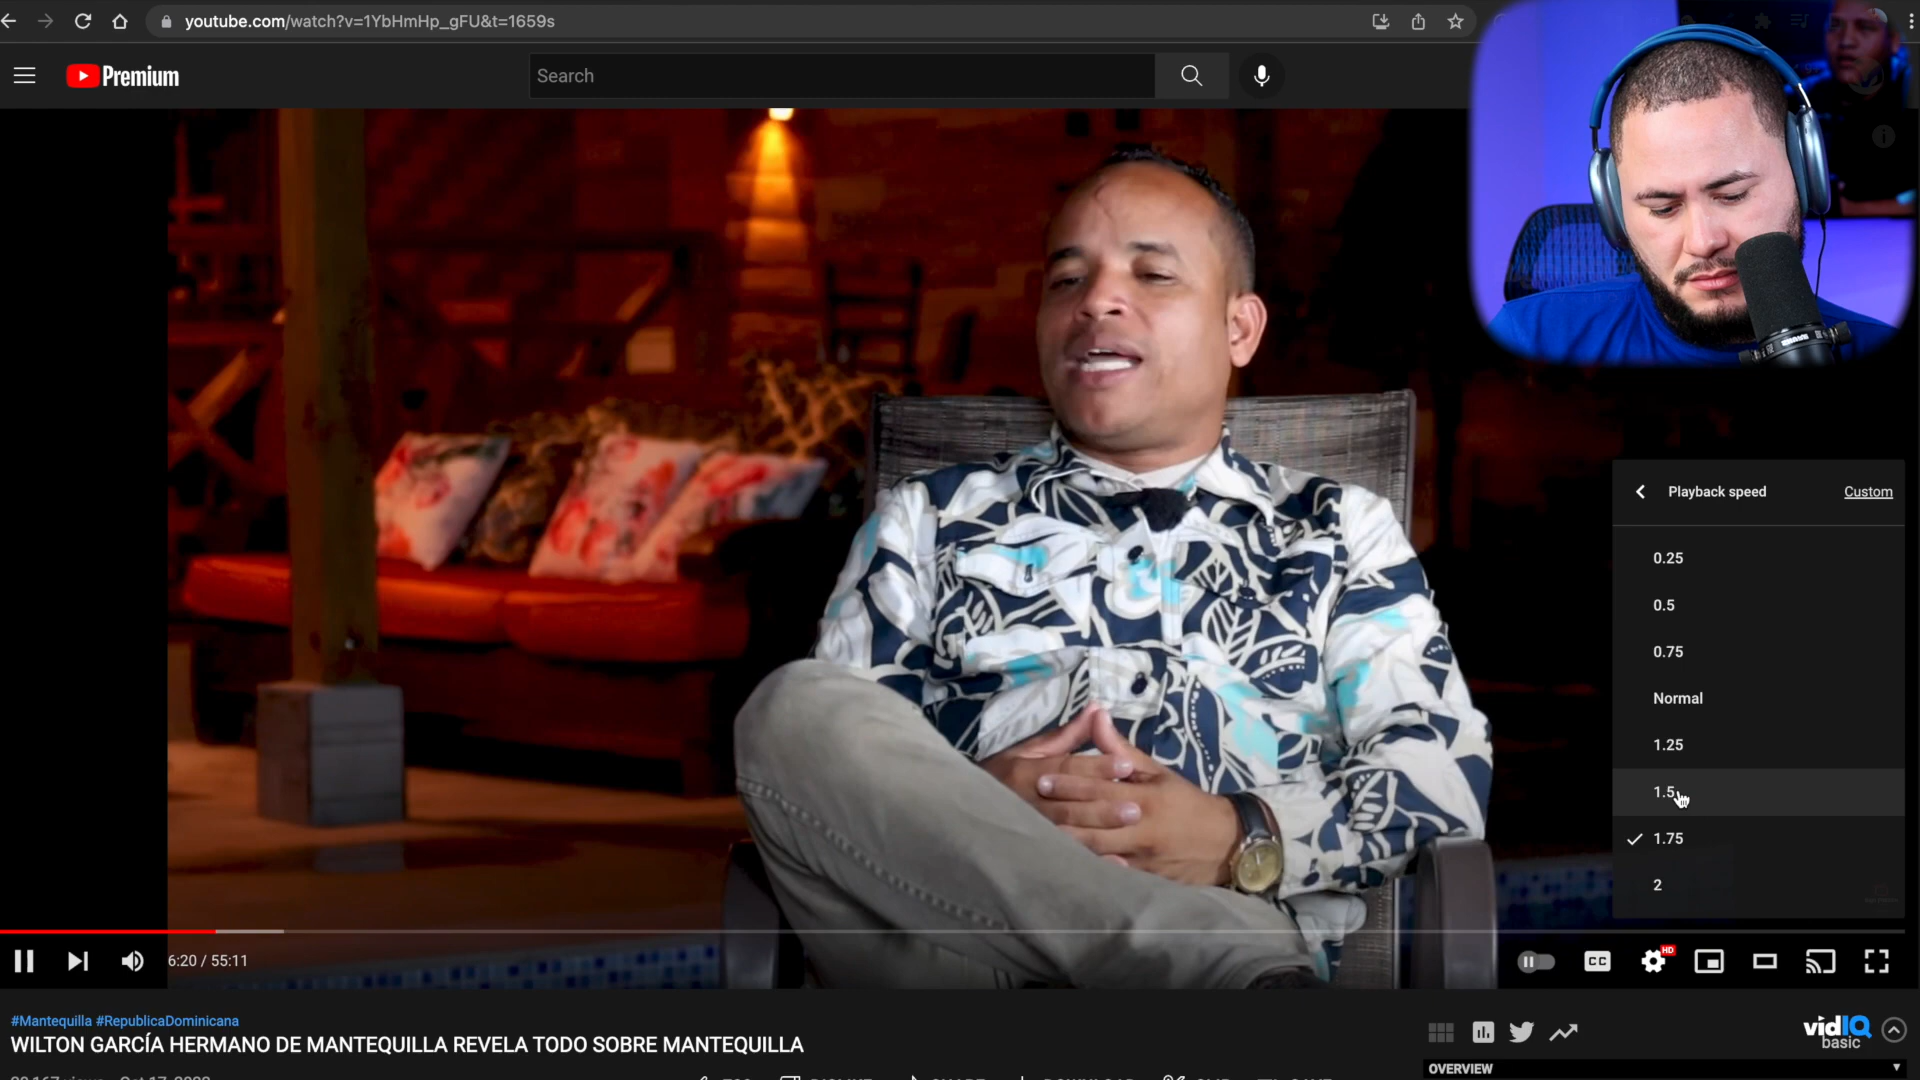 youtube.com/watch?v=1YbHmHp_gFU&t=1659s
Premium
Search
Playback speed
Custom
0.25
0.5
0.75
Normal
1.25
1.5
1.75
2
HD
CC
6:20 / 55:11
#Mantequilla #RepublicaDominicana
WILTON GARCÍA HERMANO DE MANTEQUILLA REVELA TODO SOBRE MANTEQUILLA
vidIQ
basic
OVERVIEW